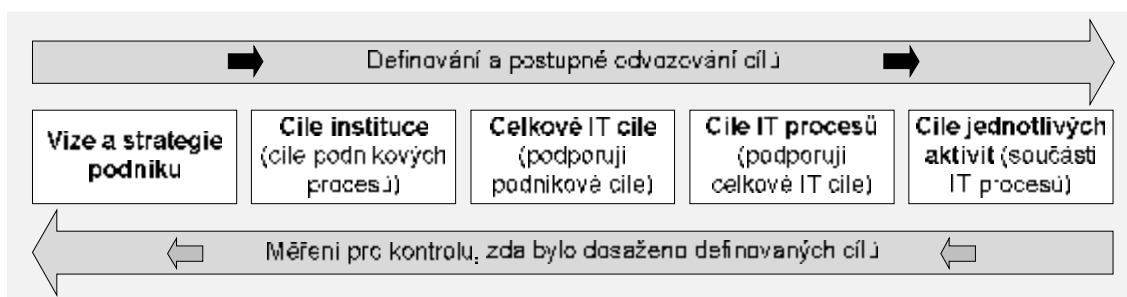 Definování a postupné odvozování cílů
Vize a strategie
podniku
Cíle instituce
(cíle podnikových
procesů)
Celkové IT cíle
(podporují
podnikové cíle)
Cíle IT procesů
(podporují
celkové IT cíle)
Cíle jednotlivých
aktivit (součástí
IT procesů)
Měření pro kontrolu, zda bylo dosaženo definovaných cílů